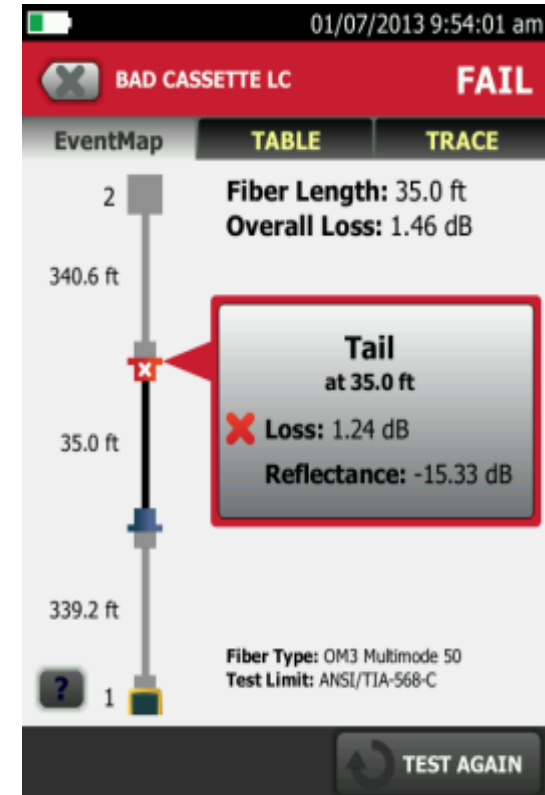 01/07/2013 9:54:01 am
BAD CASSETTE LC FAIL
EventMap TABLE TRACE
2
Fiber Length: 35.0 ft
Overall Loss: 1.46 dB
340.6 ft
Tail
at 35.0 ft
Loss: 1.24 dB
35.0 ft
Reflectance: -15.33 dB
339.2 ft
Fiber Type: OM3 Multimode 50
Test Limit: ANSI/TIA-568-C
? 1
TEST AGAIN